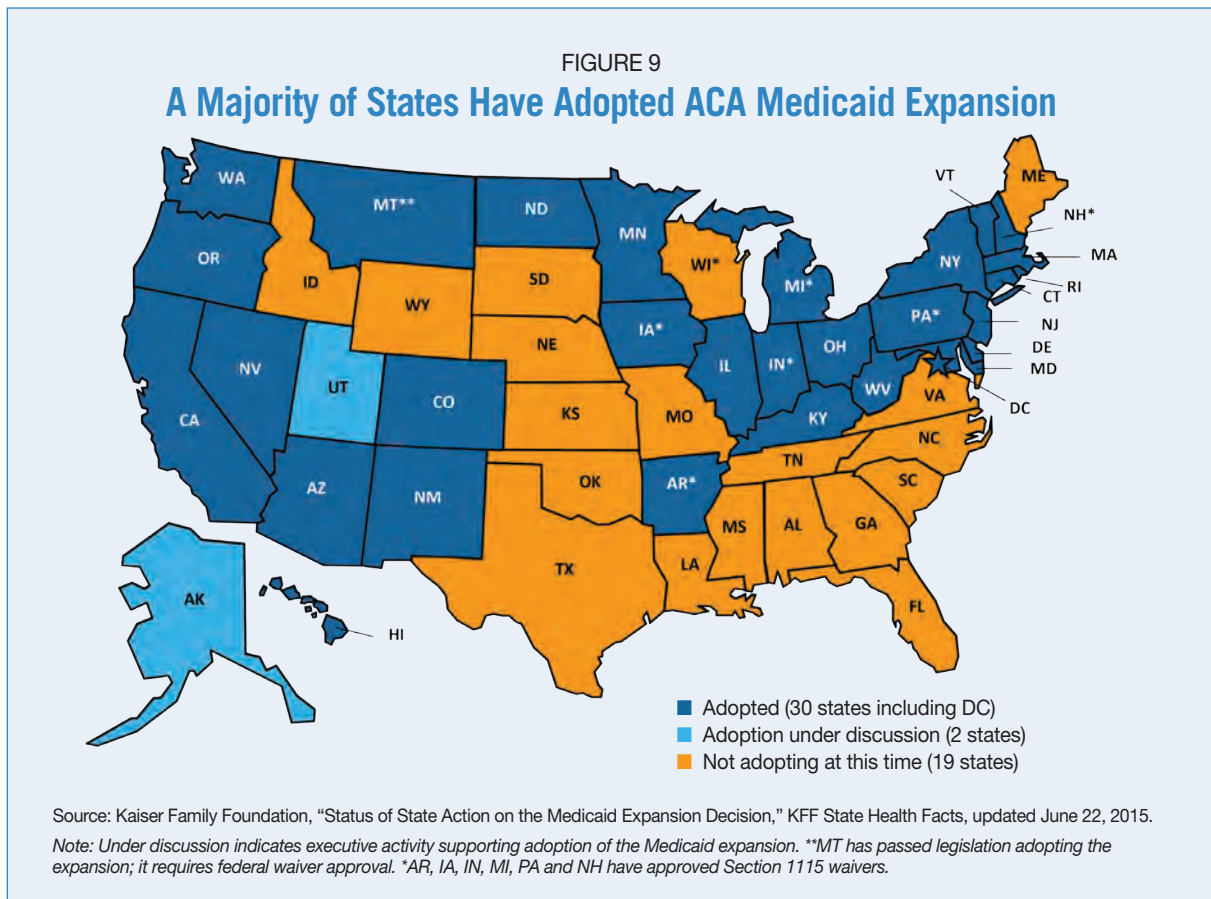 FIGURE 9
A Majority of States Have Adopted ACA Medicaid Expansion
WA
MT**
ND
MN
VT
ME
NH*
OR
ID
SD
WI*
MI*
NY
MA
WY
RI
CT
IA*
PA*
NJ
NE
OH
DE
NV
UT
IL
IN*
MD
CO
WV
VA
DC
CA
KS
MO
KY
NC
AZ
NM
OK
TN
AR*
SC
MS
AL
GA
TX
LA
AK
FL
HI
Adopted (30 states including DC)
Adoption under discussion (2 states)
Not adopting at this time (19 states)
Source: Kaiser Family Foundation, “Status of State Action on the Medicaid Expansion Decision,” KFF State Health Facts, updated June 22, 2015.
Note: Under discussion indicates executive activity supporting adoption of the Medicaid expansion. **MT has passed legislation adopting the
expansion; it requires federal waiver approval. *AR, IA, IN, MI, PA and NH have approved Section 1115 waivers.